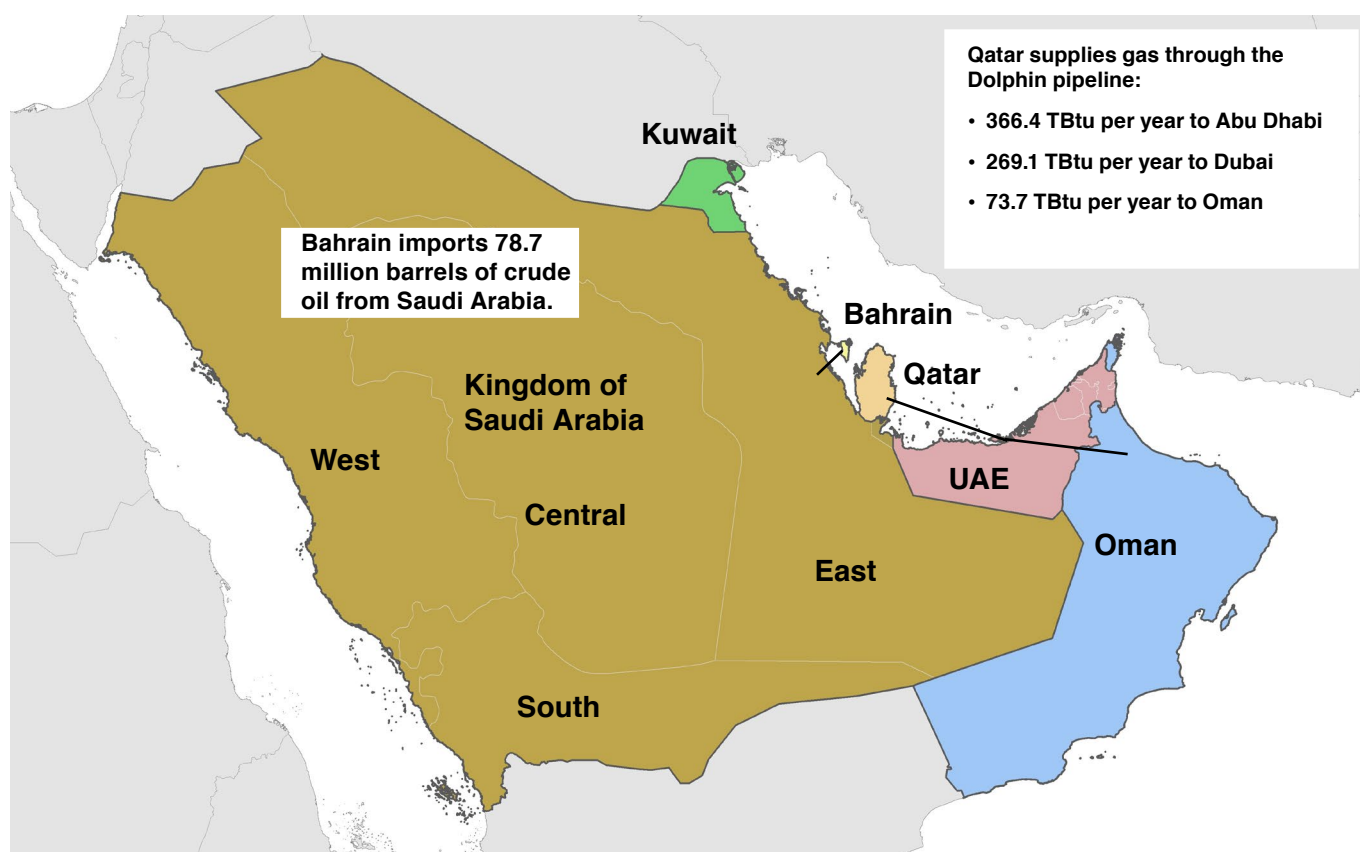 Qatar supplies gas through the
Dolphin pipeline:
• 366.4 TBtu per year to Abu Dhabi
• 269.1 TBtu per year to Dubai
• 73.7 TBtu per year to Oman
Kuwait
Bahrain imports 78.7
million barrels of crude
oil from Saudi Arabia.
Bahrain
Qatar
Kingdom of
Saudi Arabia
West
UAE
Central
Oman
East
South